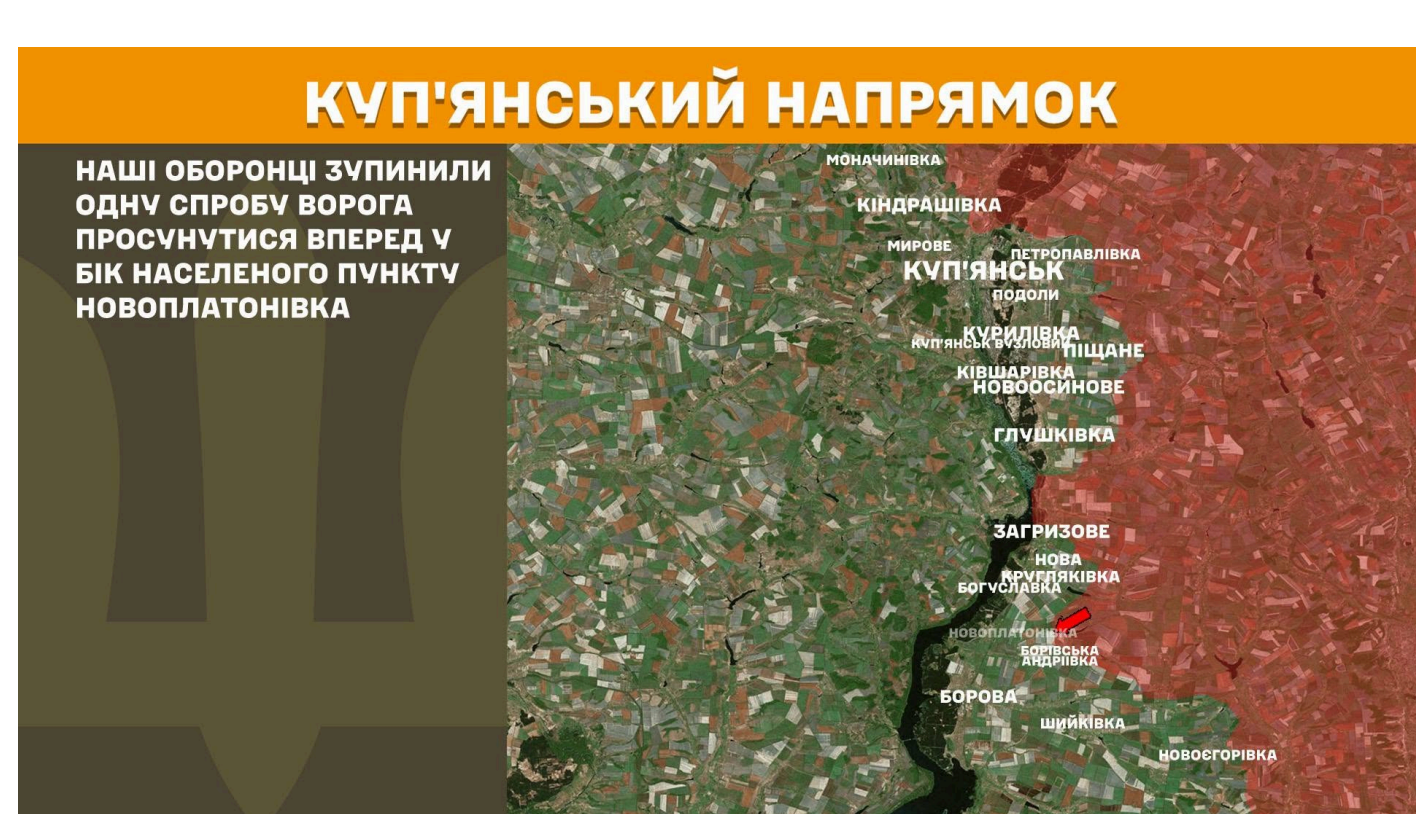 КУП'ЯНСЬКИЙ НАПРЯМОК
НАШІ ОБОРОНЦІ ЗУПИНИЛИ
ОДНУ СПРОБУ ВОРОГА
ПРОСУНУТИСЯ ВПЕРЕД У
БІК НАСЕЛЕНОГО ПУНКТУ
НОВОПЛАТОНІВКА
МОНАЧИНІВКА
КІНДРАШІВКА
МИРОВЕ
ПЕТРОПАВЛІВКА
КУП'ЯНСЬК
ПОДОЛИ
КУРИЛІВКА
КУП'ЯНСЬК ВУЗЛОВИЙ
ПІЩАНЕ
КІВШАРІВКА
НОВООСИНОВЕ
ГЛУШКІВКА
ЗАГРИЗОВЕ
НОВА
КРУГЛЯКІВКА
БОГУСЛАВКА
НОВОПЛАТОНІВКА
БОРІВСЬКА
АНДРІЇВКА
БОРОВА
ШИЙКІВКА
НОВОЄГОРІВКА